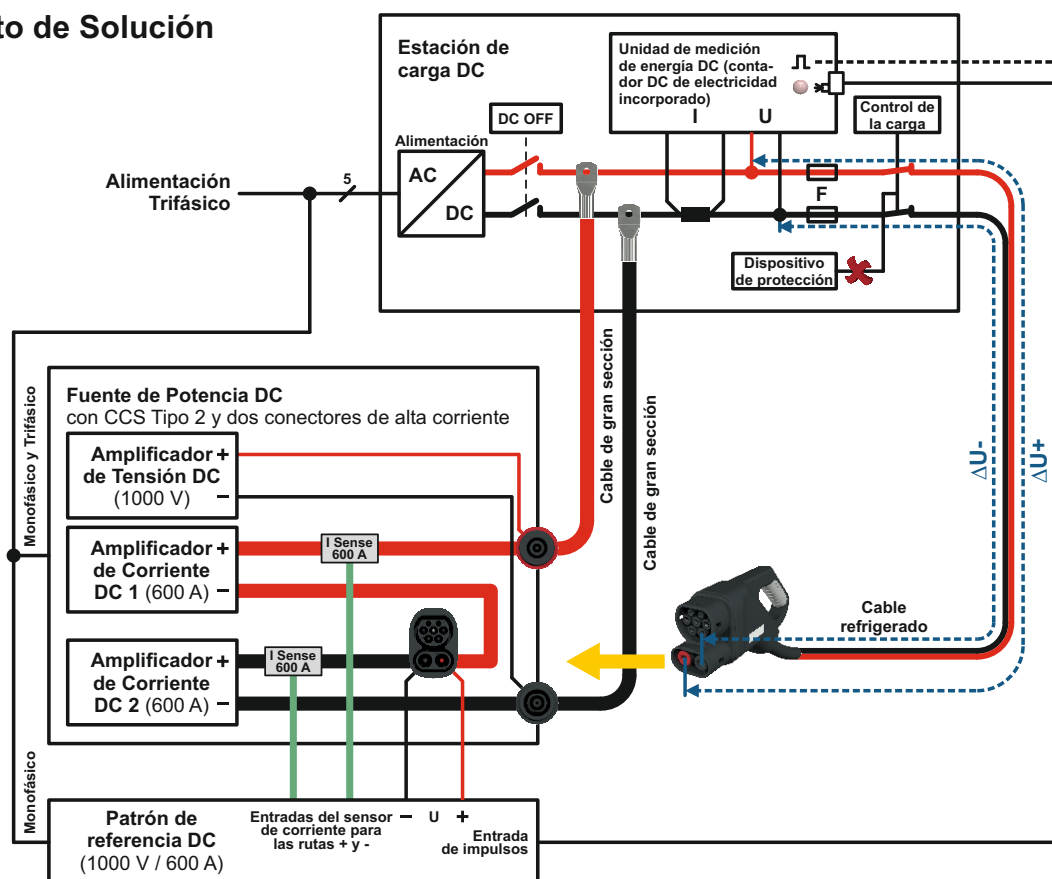 to de Solución
Estación de
carga DC
Unidad de medición
de energía DC (conta-
dor DC de electricidad
incorporado)
I
U
DC OFF
Control de
la carga
Alimentación
AC
DC
Alimentación
Trifásico
5
F
Dispositivo
de protección
Monofásico y Trifásico
Fuente de Potencia DC
con CCS Tipo 2 y dos conectores de alta corriente
Amplificador +
de Tensión DC
(1000 V) –
Amplificador +
de Corriente
DC 1 (600 A) –
I Sense
600 A
Amplificador +
de Corriente
DC 2 (600 A) –
I Sense
600 A
Cable de gran sección
Cable de gran sección
ΔU-
ΔU+
Cable
refrigerado
Monofásico
Patrón de
referencia DC
(1000 V / 600 A)
Entradas del sensor
de corriente para
las rutas + y -
– U +
Entrada
de impulsos